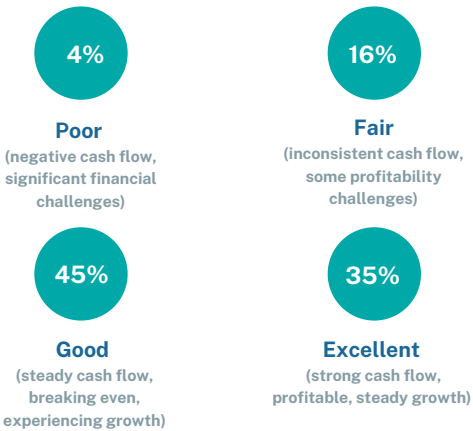 4%
Poor
(negative cash flow,
significant financial
challenges)
16%
Fair
(inconsistent cash flow,
some profitability
challenges)
45%
Good
(steady cash flow,
breaking even,
experiencing growth)
35%
Excellent
(strong cash flow,
profitable, steady growth)